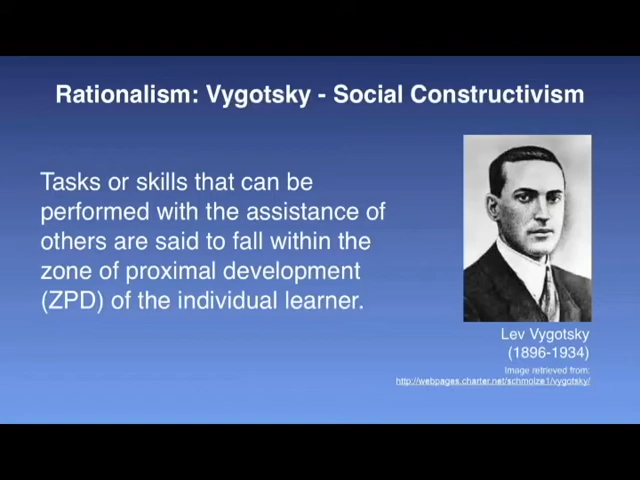 Rationalism: Vygotsky - Social Constructivism
Tasks or skills that can be
performed with the assistance of
others are said to fall within the
zone of proximal development
(ZPD) of the individual learner.
Lev Vygotsky
(1896-1934)
Image retrieved from:
http://webpages.charter.net/schmolze1/vygotsky/